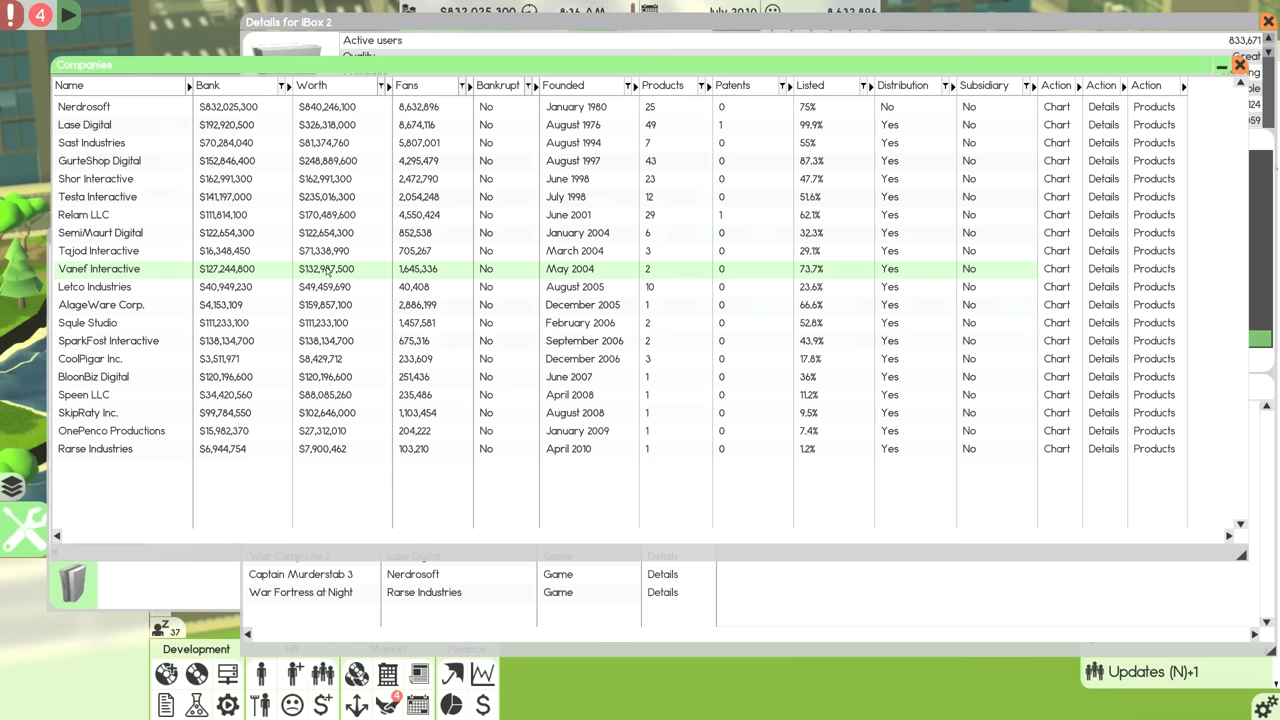 4 $832,025,300 8:36 AM July 2010 8,632,896
Details for iBox 2
Active users 833,671
Quality Great
Companies
Name Bank Worth Fans Bankrupt Founded Products Patents Listed Distribution Subsidiary Action Action Action
Nerdrosoft $832,025,300 $840,246,100 8,632,896 No January 1980 25 0 75% No No Chart Details Products
Lase Digital $192,920,500 $326,318,000 8,674,116 No August 1976 49 1 99.9% Yes No Chart Details Products
Sast Industries $70,284,040 $81,374,760 5,807,001 No August 1994 7 0 55% Yes No Chart Details Products
GurteShop Digital $152,846,400 $248,889,600 4,295,479 No August 1997 43 0 87.3% Yes No Chart Details Products
Shor Interactive $162,991,300 $162,991,300 2,472,790 No June 1998 23 0 47.7% Yes No Chart Details Products
Testa Interactive $141,197,000 $235,016,300 2,054,248 No July 1998 12 0 51.6% Yes No Chart Details Products
Relam LLC $111,814,100 $170,489,600 4,550,424 No June 2001 29 1 62.1% Yes No Chart Details Products
SemiMaurt Digital $122,654,300 $122,654,300 852,538 No January 2004 6 0 32.3% Yes No Chart Details Products
Tajod Interactive $16,348,450 $71,338,990 705,267 No March 2004 3 0 29.1% Yes No Chart Details Products
Vanef Interactive $127,244,800 $132,987,500 1,645,336 No May 2004 2 0 73.7% Yes No Chart Details Products
Letco Industries $40,949,230 $49,459,690 40,408 No August 2005 10 0 23.6% Yes No Chart Details Products
AlageWare Corp. $4,153,109 $159,857,100 2,886,199 No December 2005 1 0 66.6% Yes No Chart Details Products
Squle Studio $111,233,100 $111,233,100 1,457,581 No February 2006 2 0 52.8% Yes No Chart Details Products
SparkFost Interactive $138,134,700 $138,134,700 675,316 No September 2006 2 0 43.9% Yes No Chart Details Products
CoolPigar Inc. $3,511,971 $8,429,712 233,609 No December 2006 3 0 17.8% Yes No Chart Details Products
BloonBiz Digital $120,196,600 $120,196,600 251,436 No June 2007 1 0 36% Yes No Chart Details Products
Speen LLC $34,420,560 $88,085,260 235,486 No April 2008 1 0 11.2% Yes No Chart Details Products
SkipRaty Inc. $99,784,550 $102,646,000 1,103,454 No August 2008 1 0 9.5% Yes No Chart Details Products
OnePenco Productions $15,982,370 $27,312,010 204,222 No January 2009 1 0 7.4% Yes No Chart Details Products
Rarse Industries $6,944,754 $7,900,462 103,210 No April 2010 1 0 1.2% Yes No Chart Details Products
War Camp Life 2 Lase Digital Game Details
Captain Murderstab 3 Nerdrosoft Game Details
War Fortress at Night Rarse Industries Game Details
Z 37
Development HR Market Finance
4
Updates (N)+1